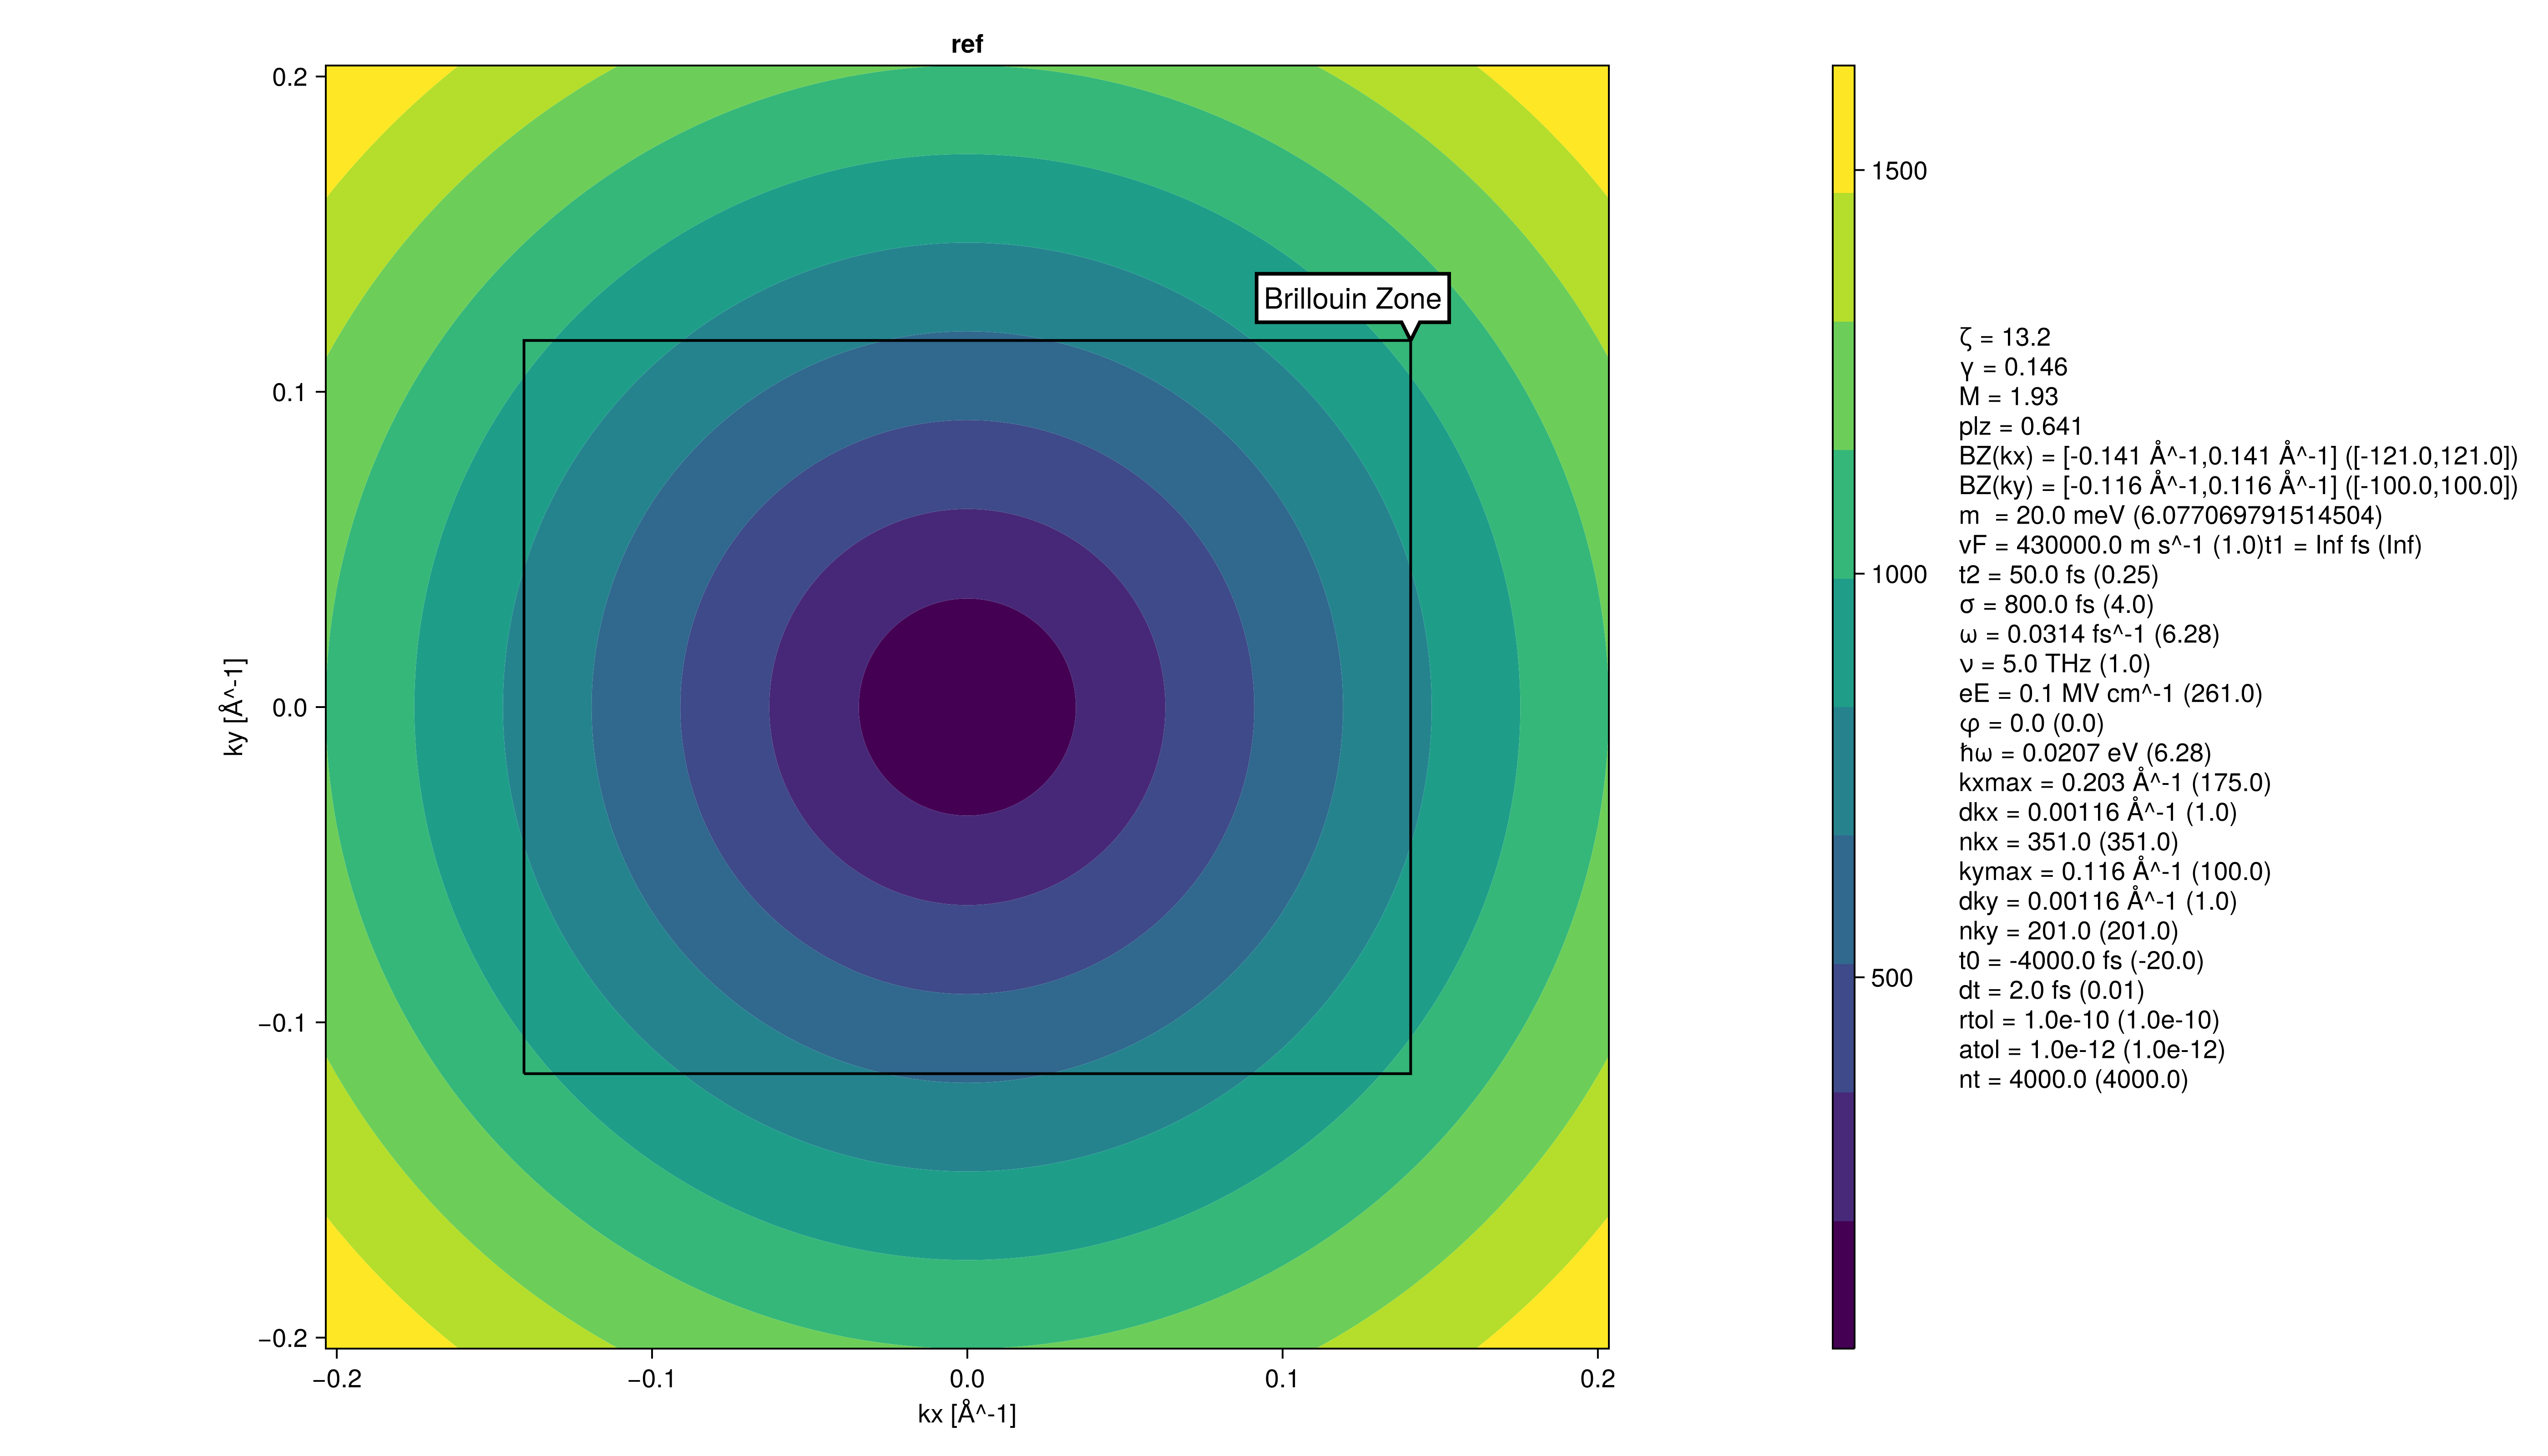 ref
0.2
0.1
0.0
−0.1
−0.2
ky [Å^-1]
−0.2
−0.1
0.0
0.1
0.2
kx [Å^-1]
Brillouin Zone
1500
1000
500
ζ = 13.2
γ = 0.146
M = 1.93
plz = 0.641
BZ(kx) = [-0.141 Å^-1,0.141 Å^-1] ([-121.0,121.0])
BZ(ky) = [-0.116 Å^-1,0.116 Å^-1] ([-100.0,100.0])
m  = 20.0 meV (6.077069791514504)
vF = 430000.0 m s^-1 (1.0)t1 = Inf fs (Inf)
t2 = 50.0 fs (0.25)
σ = 800.0 fs (4.0)
ω = 0.0314 fs^-1 (6.28)
ν = 5.0 THz (1.0)
eE = 0.1 MV cm^-1 (261.0)
φ = 0.0 (0.0)
ħω = 0.0207 eV (6.28)
kxmax = 0.203 Å^-1 (175.0)
dkx = 0.00116 Å^-1 (1.0)
nkx = 351.0 (351.0)
kymax = 0.116 Å^-1 (100.0)
dky = 0.00116 Å^-1 (1.0)
nky = 201.0 (201.0)
t0 = -4000.0 fs (-20.0)
dt = 2.0 fs (0.01)
rtol = 1.0e-10 (1.0e-10)
atol = 1.0e-12 (1.0e-12)
nt = 4000.0 (4000.0)